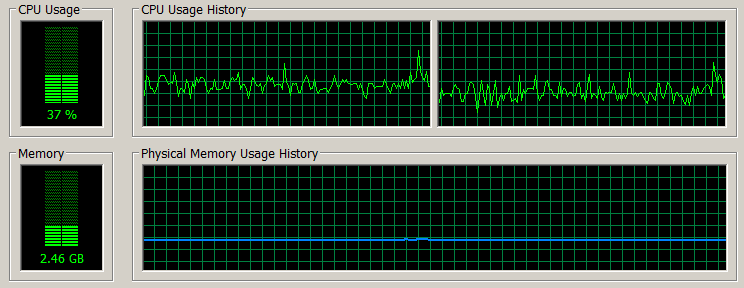 CPU Usage
CPU Usage History
37 %
Memory
Physical Memory Usage History
2.46 GB